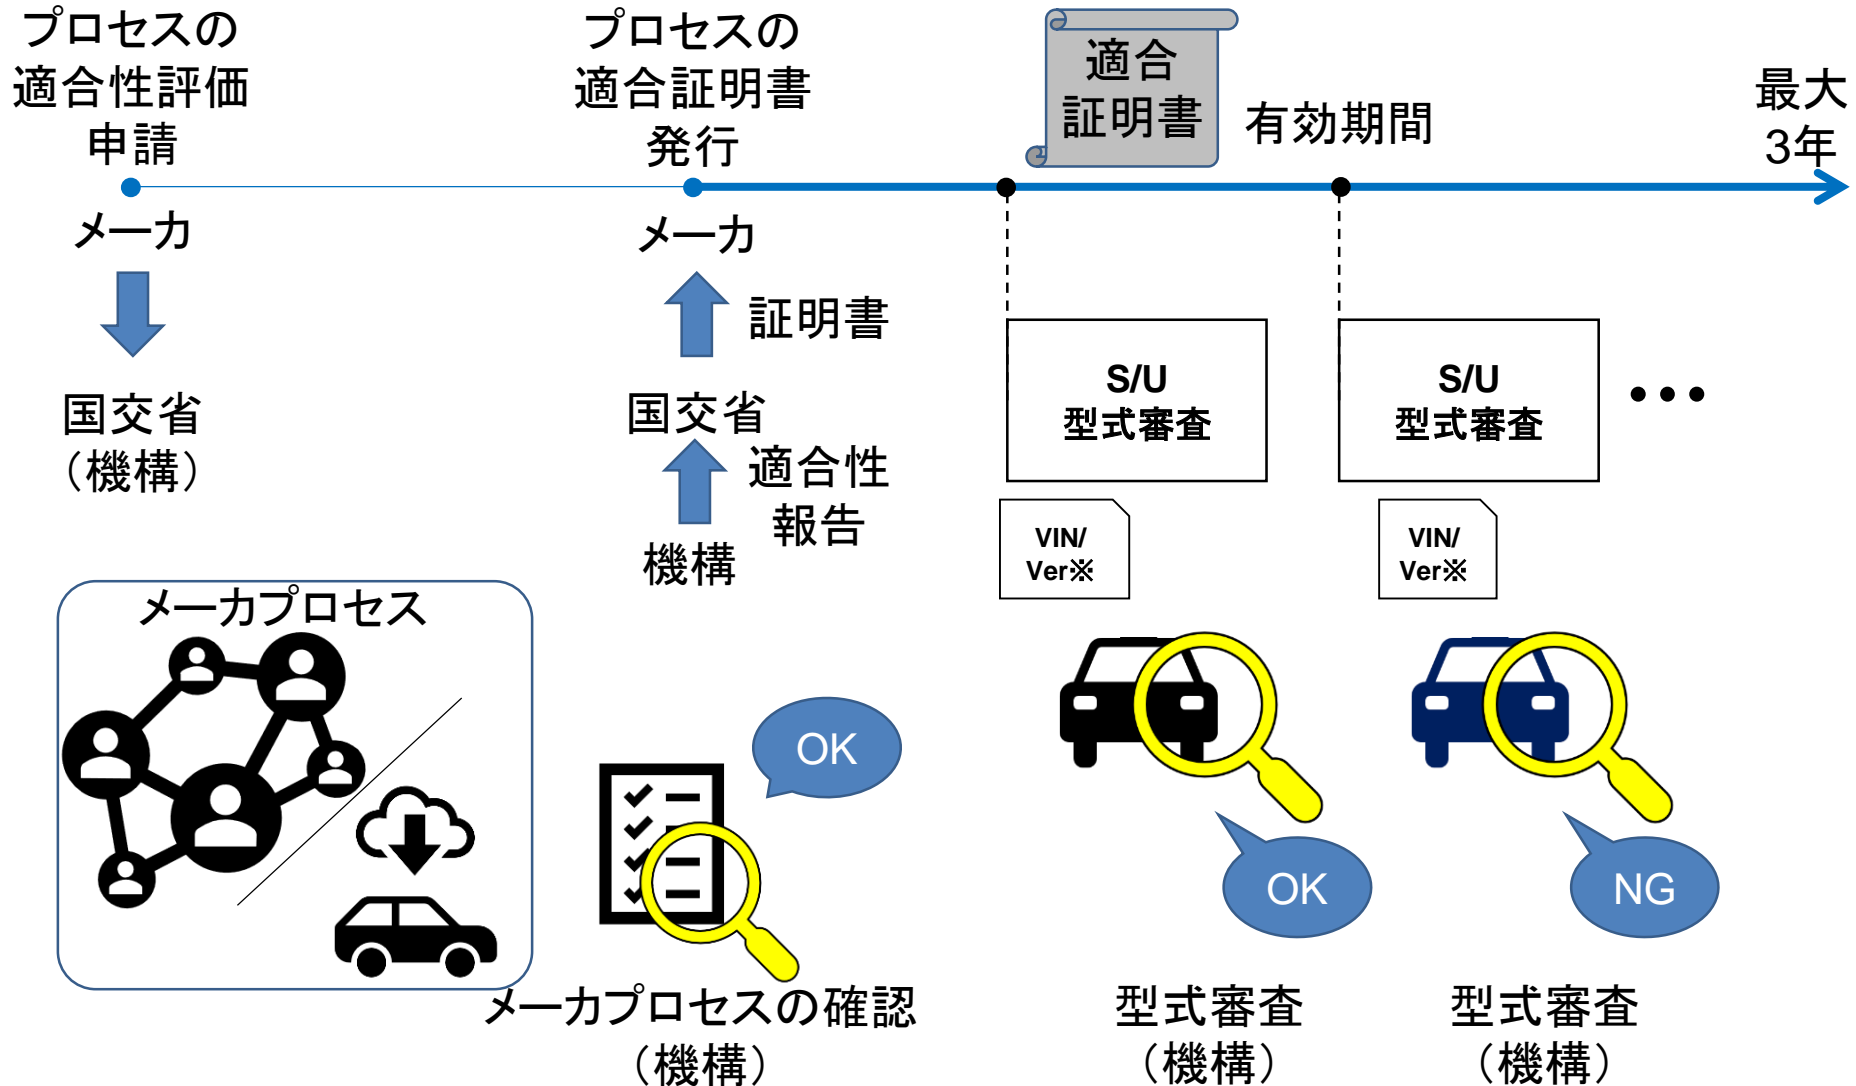 プロセスの
適合性評価
申請
プロセスの
適合証明書
発行
適合
証明書
有効期間
最大
3年
メーカ
国交省
（機構）
メーカ
証明書
国交省
適合性
報告
機構
S/U
型式審査
S/U
型式審査
•••
VIN/
Ver※
VIN/
Ver※
メーカプロセス
OK
OK
NG
メーカプロセスの確認
（機構）
型式審査
（機構）
型式審査
（機構）